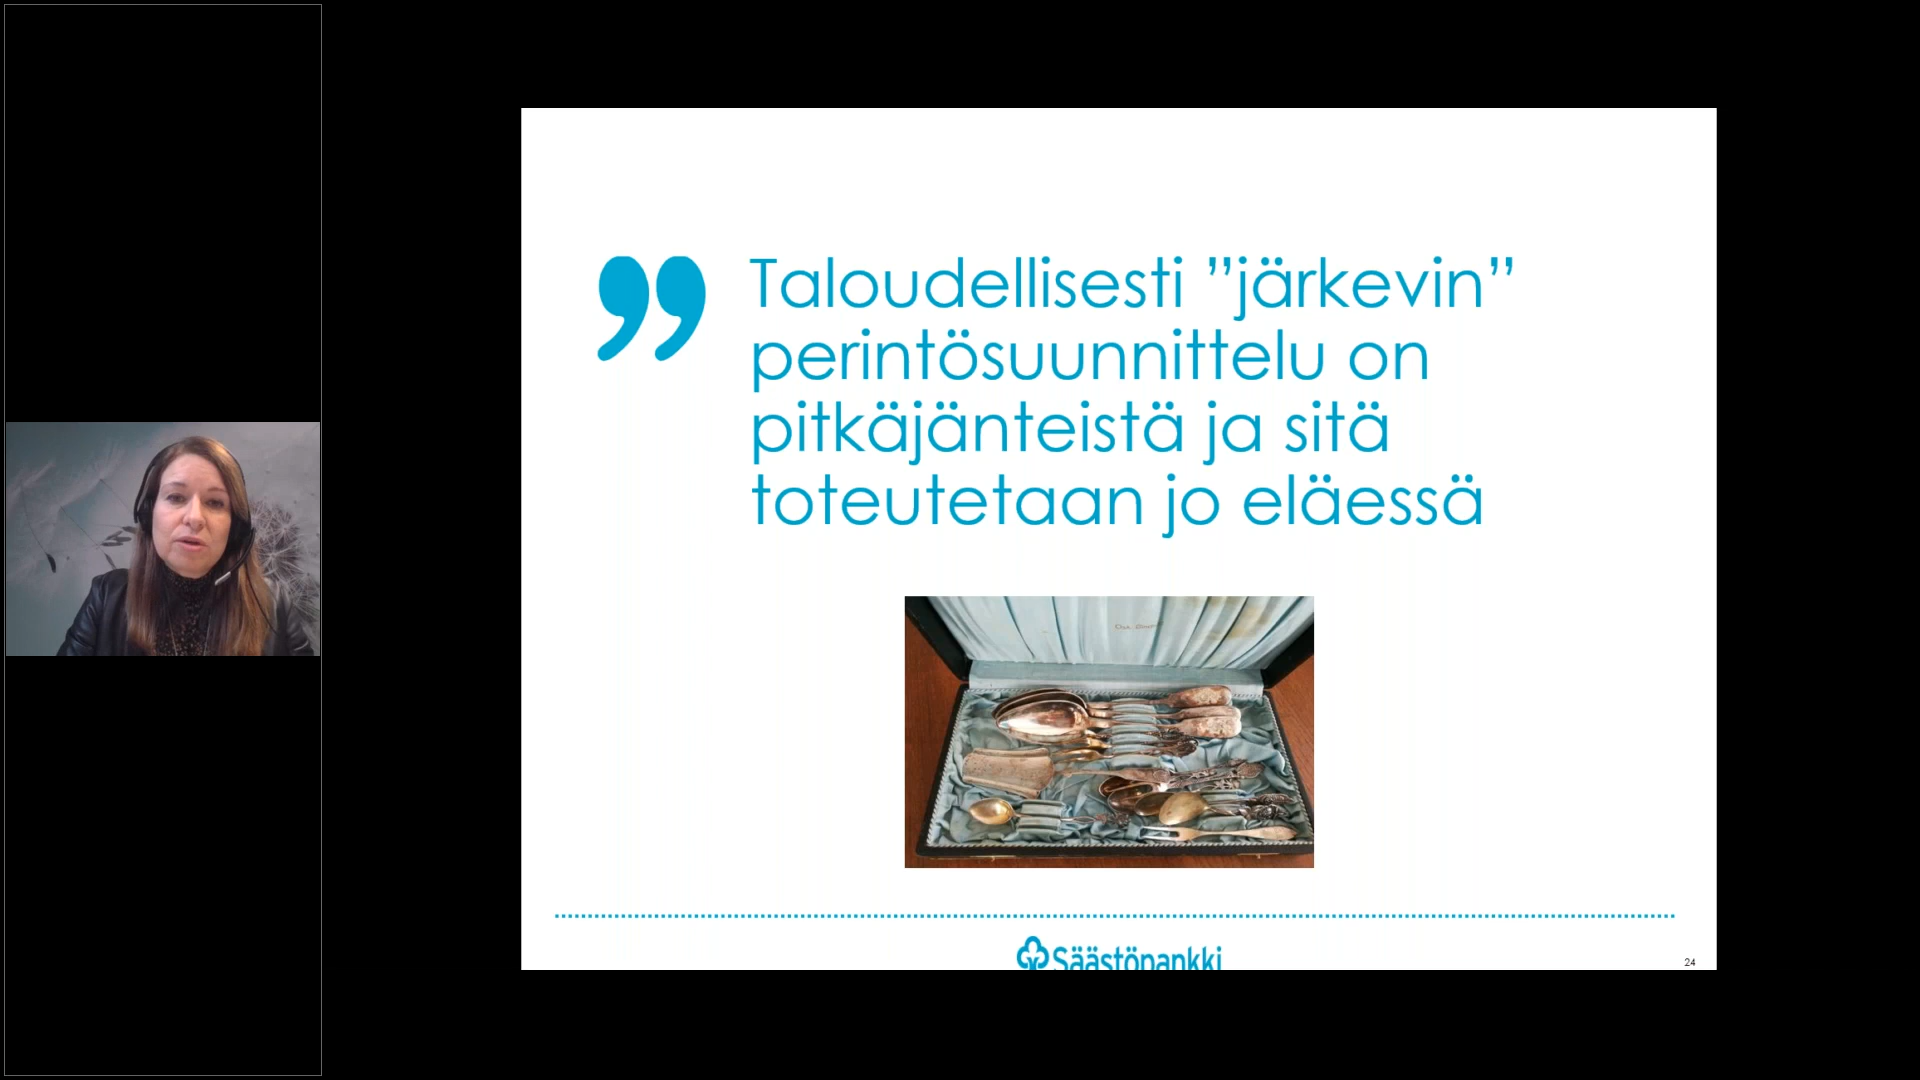 Taloudellisesti ”järkevin”
perintösuunnittelu on
pitkäjänteistä ja sitä
toteutetaan jo eläessä
Säästöpankki
24